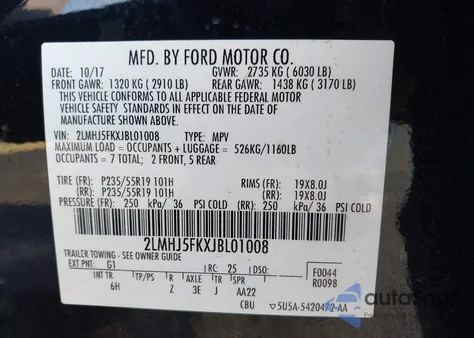 MFD. BY FORD MOTOR CO.
DATE: 10/17 GVWR: 2735 KG ( 6030 LB)
FRONT GAWR: 1320 KG ( 2910 LB) REAR GAWR: 1438 KG ( 3170 LB)
THIS VEHICLE CONFORMS TO ALL APPLICABLE FEDERAL MOTOR
VEHICLE SAFETY STANDARDS IN EFFECT ON THE DATE OF
MANUFACTURE SHOWN ABOVE.
VIN: 2LMHJ5FKXJBL01008 TYPE: MPV
MAXIMUM LOAD = OCCUPANTS + LUGGAGE = 526KG/1160LB
OCCUPANTS = 7 TOTAL; 2 FRONT, 5 REAR
TIRE (FR): P235/55R19 101H RIMS (FR): 19X8.0J
(RR): P235/55R19 101H (RR): 19X8.0J
PRESSURE (FR): 250 kPa/ 36 PSI COLD (RR): 250 kPa/ 36 PSI COLD
2LMHJ5FKXJBL01008
TRAILER TOWING - SEE OWNER GUIDE
EXT PNT: G1 RC: 25 DSO: F0044
INT TR TP/PS R AXLE TR SPR R0098
6H Z 3E J AA22
CBU 5U5A-5420472-AA